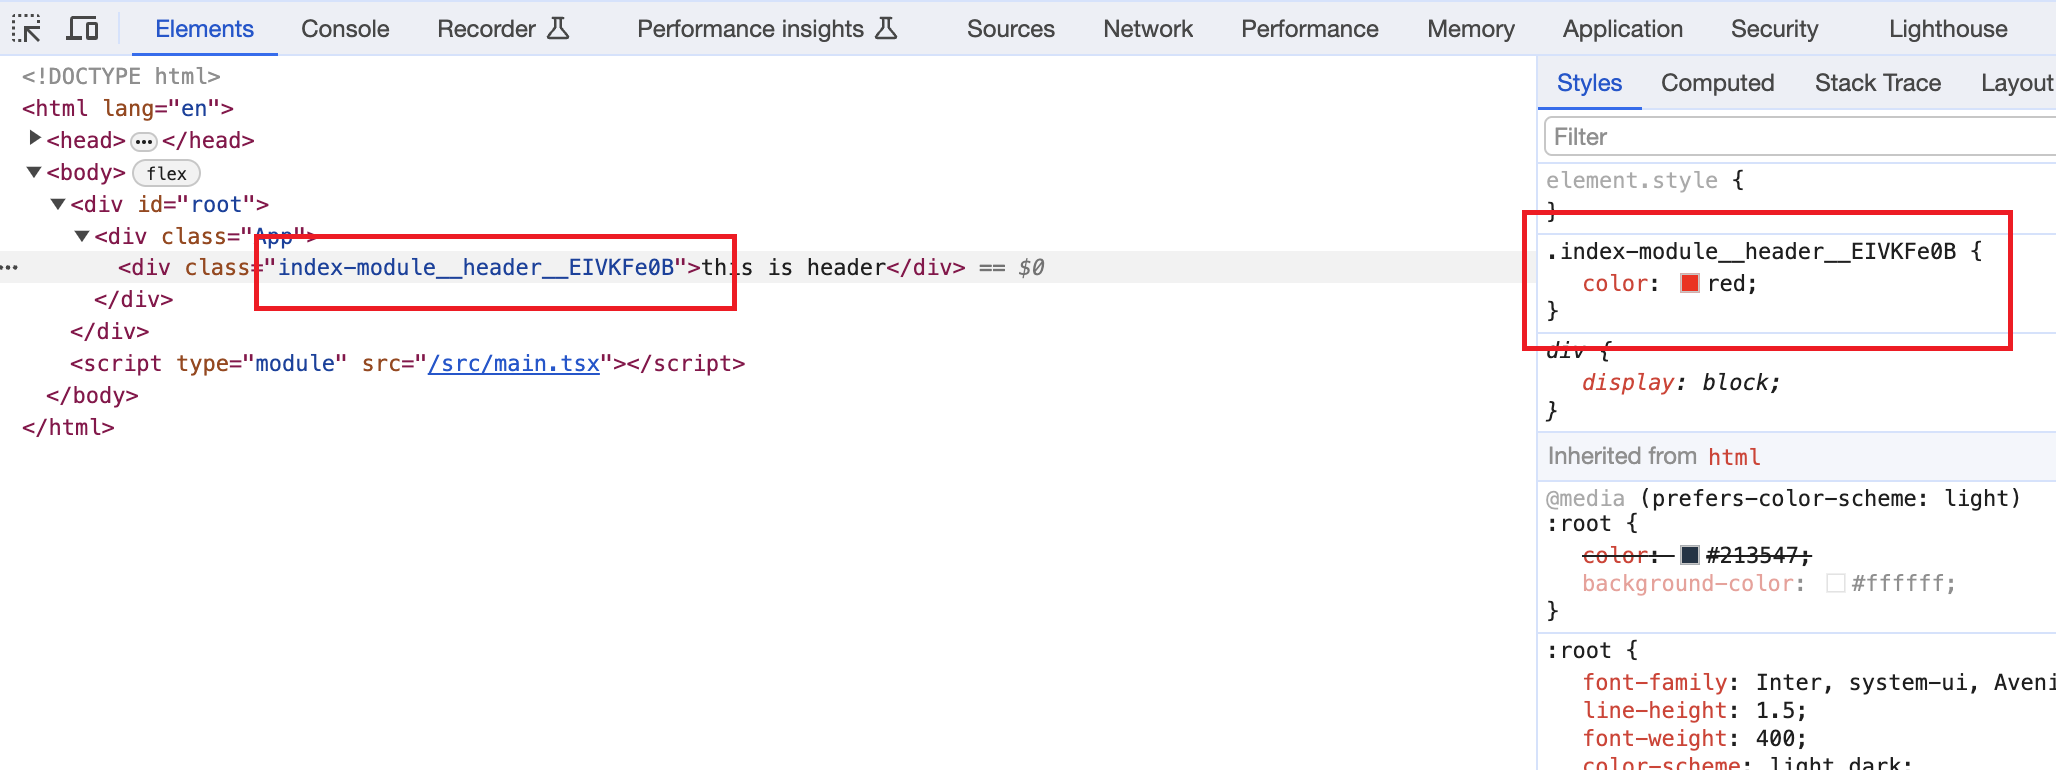 Elements Console Recorder Performance insights Sources Network Performance Memory Application Security Lighthouse
<!DOCTYPE html>
<html lang="en">
<head> ••• </head>
<body> flex
<div id="root">
<div class="App">
••• <div class="index-module__header__EIVKFe0B">this is header</div> == $0
</div>
</div>
<script type="module" src="/src/main.tsx"></script>
</body>
</html>
Styles Computed Stack Trace Layout
Filter
element.style {
}
.index-module__header__EIVKFe0B {
color: red;
}
div {
display: block;
}
Inherited from html
@media (prefers-color-scheme: light)
:root {
color: #213547;
background-color: #ffffff;
}
:root {
font-family: Inter, system-ui, Aveni
line-height: 1.5;
font-weight: 400;
color-scheme: light dark;